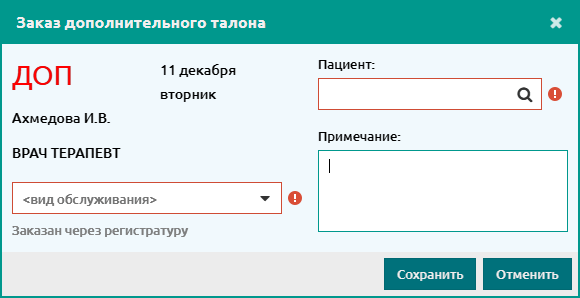 Заказ дополнительного талона
ДОП
11 декабря
вторник
Ахмедова И.В.
ВРАЧ ТЕРАПЕВТ
<вид обслуживания>
Заказан через регистратуру
Пациент:
Примечание:
Сохранить
Отменить